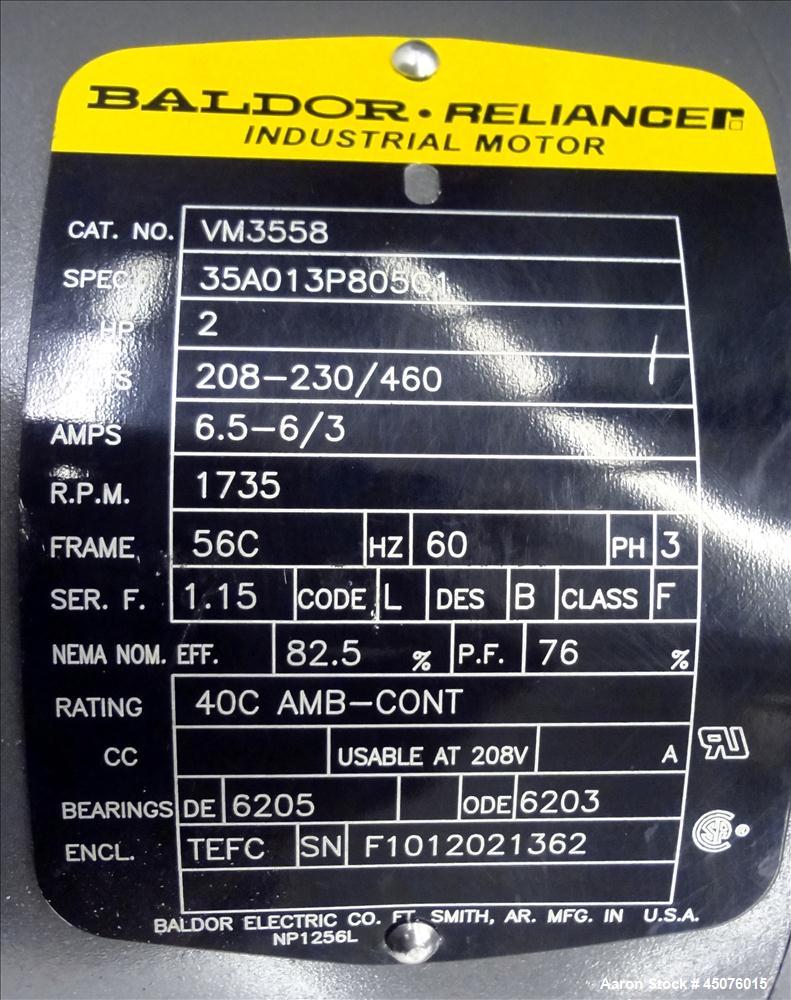 BALDOR • RELIANCER
INDUSTRIAL MOTOR
CAT. NO. VM3558
SPEC. 35A013P805G1
HP 2
VOLTS 208-230/460
AMPS 6.5-6/3
R.P.M. 1735
FRAME 56C HZ 60 PH 3
SER. F. 1.15 CODE L DES B CLASS F
NEMA NOM. EFF. 82.5 % P.F. 76 %
RATING 40C AMB-CONT
CC USABLE AT 208V A
BEARINGS DE 6205 ODE 6203
ENCL. TEFC SN F1012021362
BALDOR ELECTRIC CO. FT. SMITH, AR. MFG. IN U.S.A.
NP1256L
Aaron Stock # 45076015